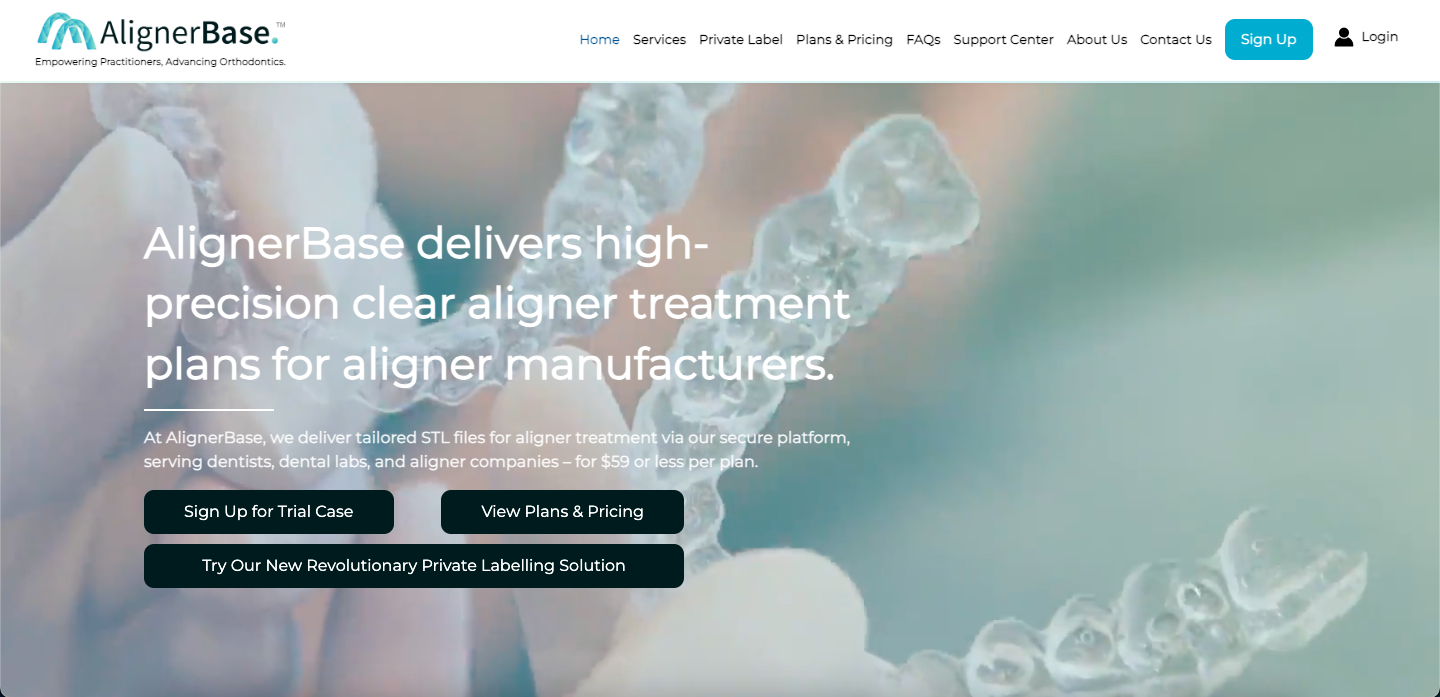 AlignerBase.™
Empowering Practitioners, Advancing Orthodontics.
Home Services Private Label Plans & Pricing FAQs Support Center About Us Contact Us Sign Up Login
AlignerBase delivers high-
precision clear aligner treatment
plans for aligner manufacturers.
At AlignerBase, we deliver tailored STL files for aligner treatment via our secure platform,
serving dentists, dental labs, and aligner companies – for $59 or less per plan.
Sign Up for Trial Case View Plans & Pricing
Try Our New Revolutionary Private Labelling Solution